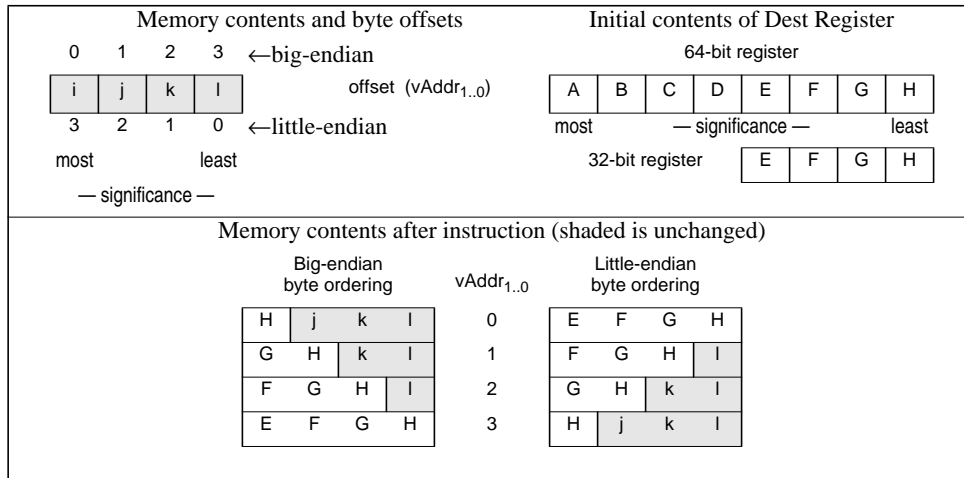 Memory contents and byte offsets
Initial contents of Dest Register
0 1 2 3 ←big-endian
64-bit register
i j k l
offset (vAddr1..0)
A B C D E F G H
3 2 1 0 ←little-endian
most — significance — least
most least
32-bit register E F G H
— significance —
Memory contents after instruction (shaded is unchanged)
Big-endian
byte ordering
vAddr1..0
Little-endian
byte ordering
H j k l 0 E F G H
G H k l 1 F G H l
F G H l 2 G H k l
E F G H 3 H j k l